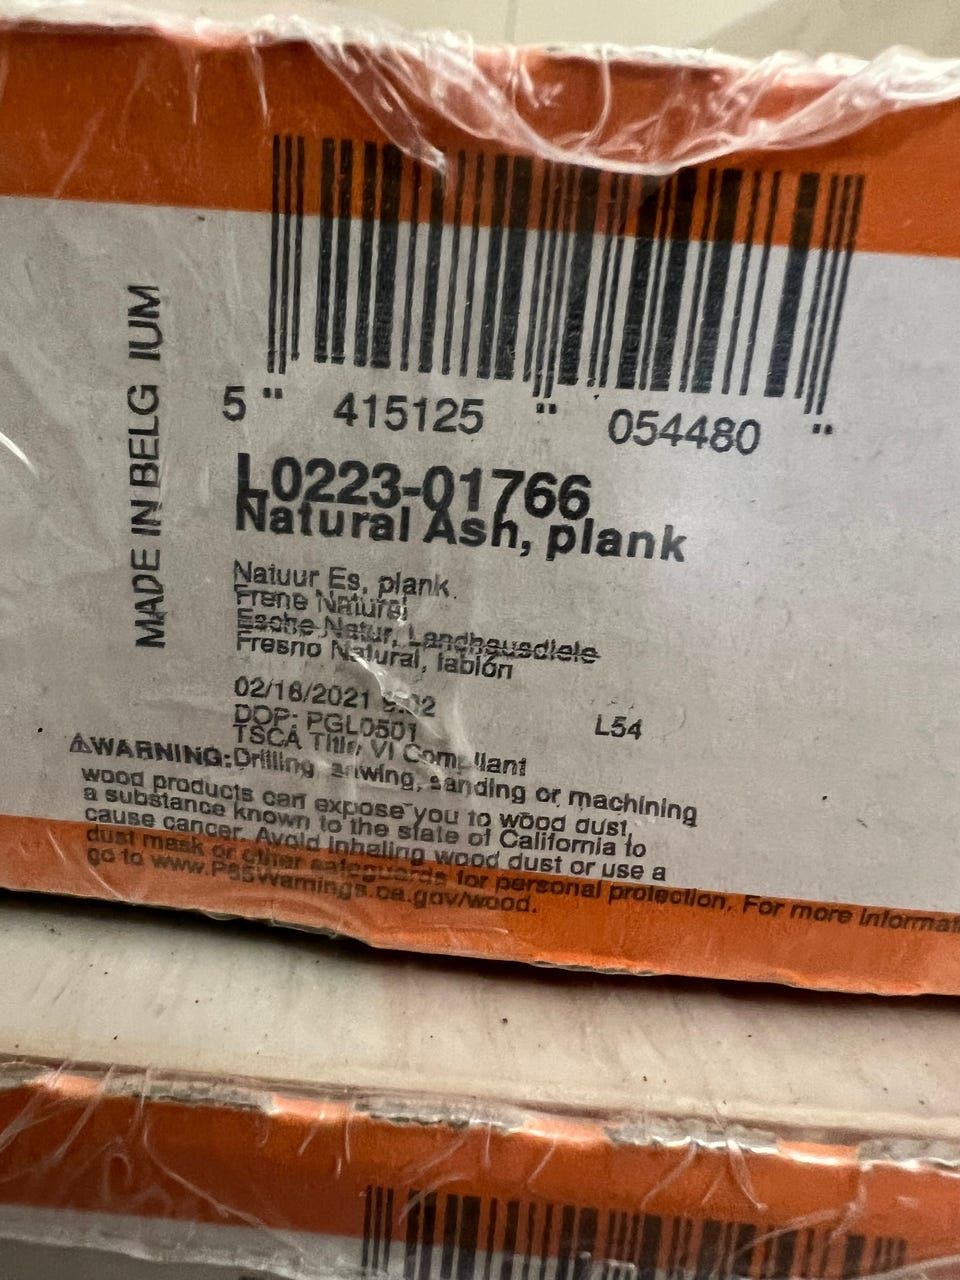 5 " 415125 " 054480 "
MADE IN BELG IUM
L0223-01766
Natural Ash, plank
Natuur Es, plank
Frene Naturel
Esche Natur, Landhausdiele
Fresno Natural, tablón
02/16/2021
L54
DOP: PGL0501
TSCA Title VI Compliant
⚠WARNING: Drilling, sawing, sanding or machining
wood products can expose you to wood dust,
a substance known to the state of California to
cause cancer. Avoid inhaling wood dust or use a
dust mask or other safeguards for personal protection. For more informat
go to www.P65Warnings.ca.gov/wood.